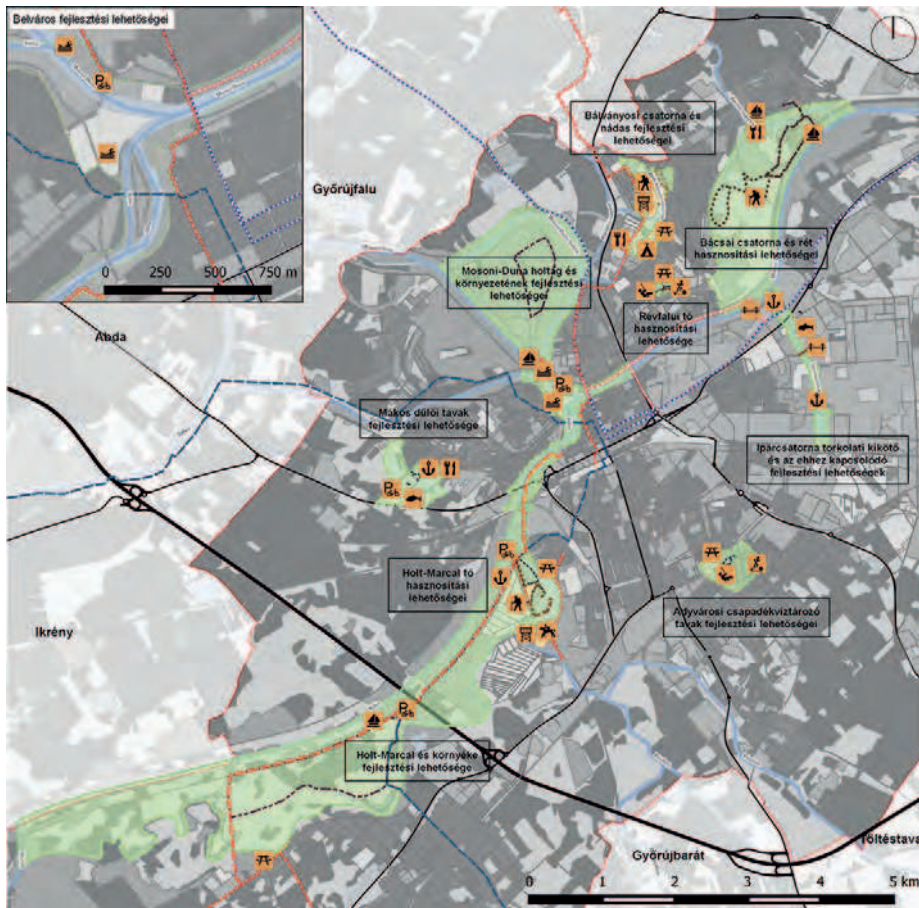 Belváros fejlesztési lehetőségei
0 250 500 750 m
Bálványosi csatorna és
nádas fejlesztési
lehetőségei
Győrújfalu
Mosoni-Duna holtág és
környezetének fejlesztési
lehetőségei
Bácsai csatorna és rét
hasznosítási lehetőségei
Révfalui tó
hasznosítási
lehetősége
Abda
Makos dűlői tavak
fejlesztési lehetősége
Iparcsatorna torkolati kikötő
és az ehhez kapcsolódó
fejlesztési lehetőségek
Holt-Marcal tó
hasznosítási
lehetőségei
Adyvárosi csapadékvíztározó
tavak fejlesztési lehetőségei
Ikrény
Holt-Marcal és környéke
fejlesztési lehetősége
Győrújbarát
Töltéstava
0 1 2 3 4 5 km